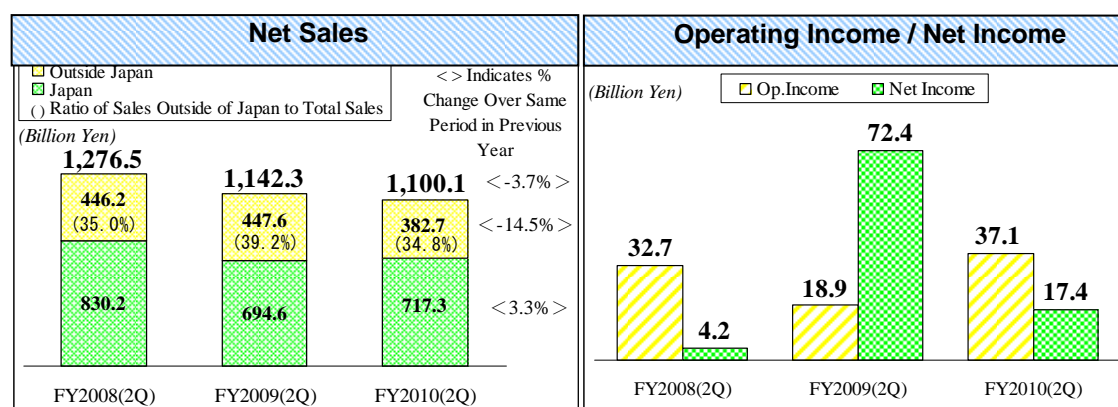 Net Sales
Outside Japan
Japan
( ) Ratio of Sales Outside of Japan to Total Sales
< > Indicates %
Change Over Same
Period in Previous
Year
(Billion Yen)
1,276.5
1,142.3
1,100.1
< -3.7% >
446.2
(35.0%)
447.6
(39.2%)
382.7
(34.8%)
< -14.5% >
830.2
694.6
717.3
< 3.3% >
FY2008(2Q)
FY2009(2Q)
FY2010(2Q)
Operating Income / Net Income
(Billion Yen)
Op.Income
Net Income
32.7
4.2
18.9
72.4
37.1
17.4
FY2008(2Q)
FY2009(2Q)
FY2010(2Q)